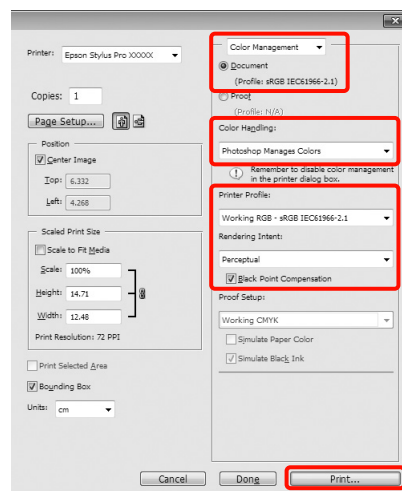 Printer: Epson Stylus Pro XXXXX
Copies: 1
Page Setup...
Position
Center Image
Top: 6.332
Left: 4.268
Scaled Print Size
Scale to Fit Media
Scale: 100%
Height: 14.71
Width: 12.48
Print Resolution: 72 PPI
Print Selected Area
Bounding Box
Units: cm
Color Management
Document
(Profile: sRGB IEC61966-2.1)
Proof
(Profile: N/A)
Color Handling:
Photoshop Manages Colors
Remember to disable color management
in the printer dialog box.
Printer Profile:
Working RGB - sRGB IEC61966-2.1
Rendering Intent:
Perceptual
Black Point Compensation
Proof Setup:
Working CMYK
Simulate Paper Color
Simulate Black Ink
Cancel
Done
Print...